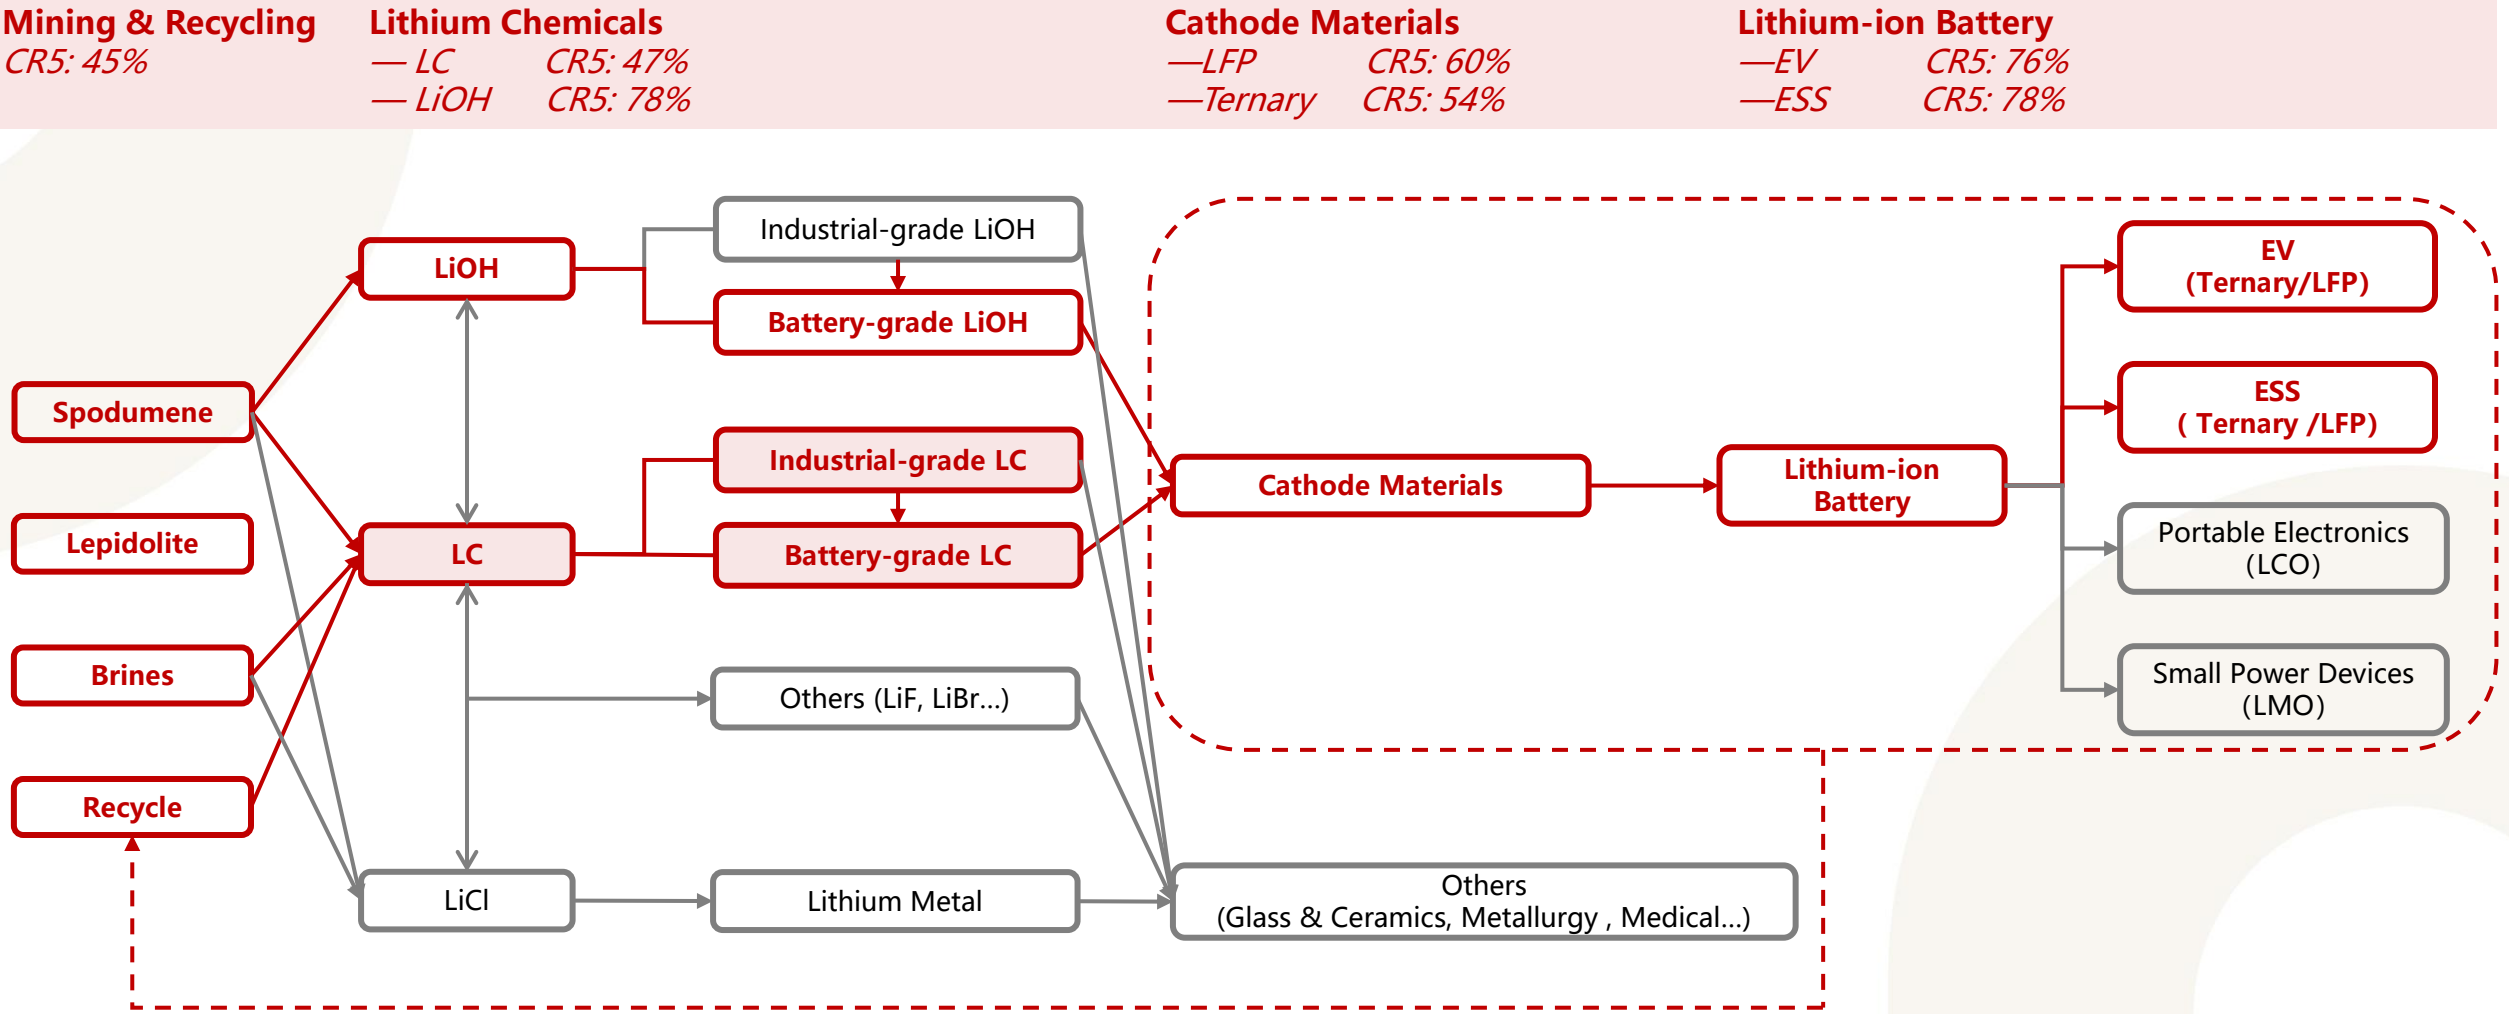 Mining & Recycling
CR5: 45%
Lithium Chemicals
— LC CR5: 47%
— LiOH CR5: 78%
Cathode Materials
—LFP CR5: 60%
—Ternary CR5: 54%
Lithium-ion Battery
—EV CR5: 76%
—ESS CR5: 78%
Spodumene
Lepidolite
Brines
Recycle
LiOH
LC
LiCl
Industrial-grade LiOH
Battery-grade LiOH
Industrial-grade LC
Battery-grade LC
Others (LiF, LiBr...)
Lithium Metal
Cathode Materials
Others
(Glass & Ceramics, Metallurgy , Medical...)
Lithium-ion
Battery
EV
(Ternary/LFP)
ESS
( Ternary /LFP)
Portable Electronics
(LCO)
Small Power Devices
(LMO)